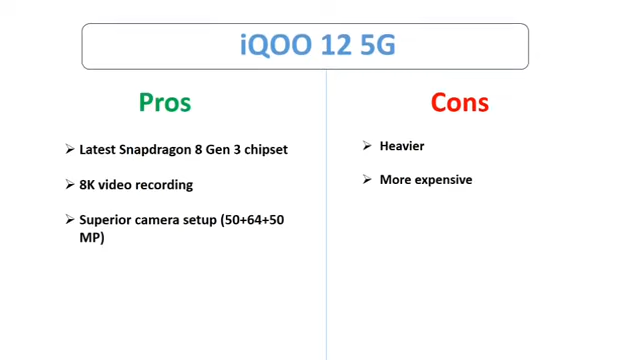 iQOO 12 5G
Pros
➢ Latest Snapdragon 8 Gen 3 chipset
➢ 8K video recording
➢ Superior camera setup (50+64+50
MP)
Cons
➢ Heavier
➢ More expensive